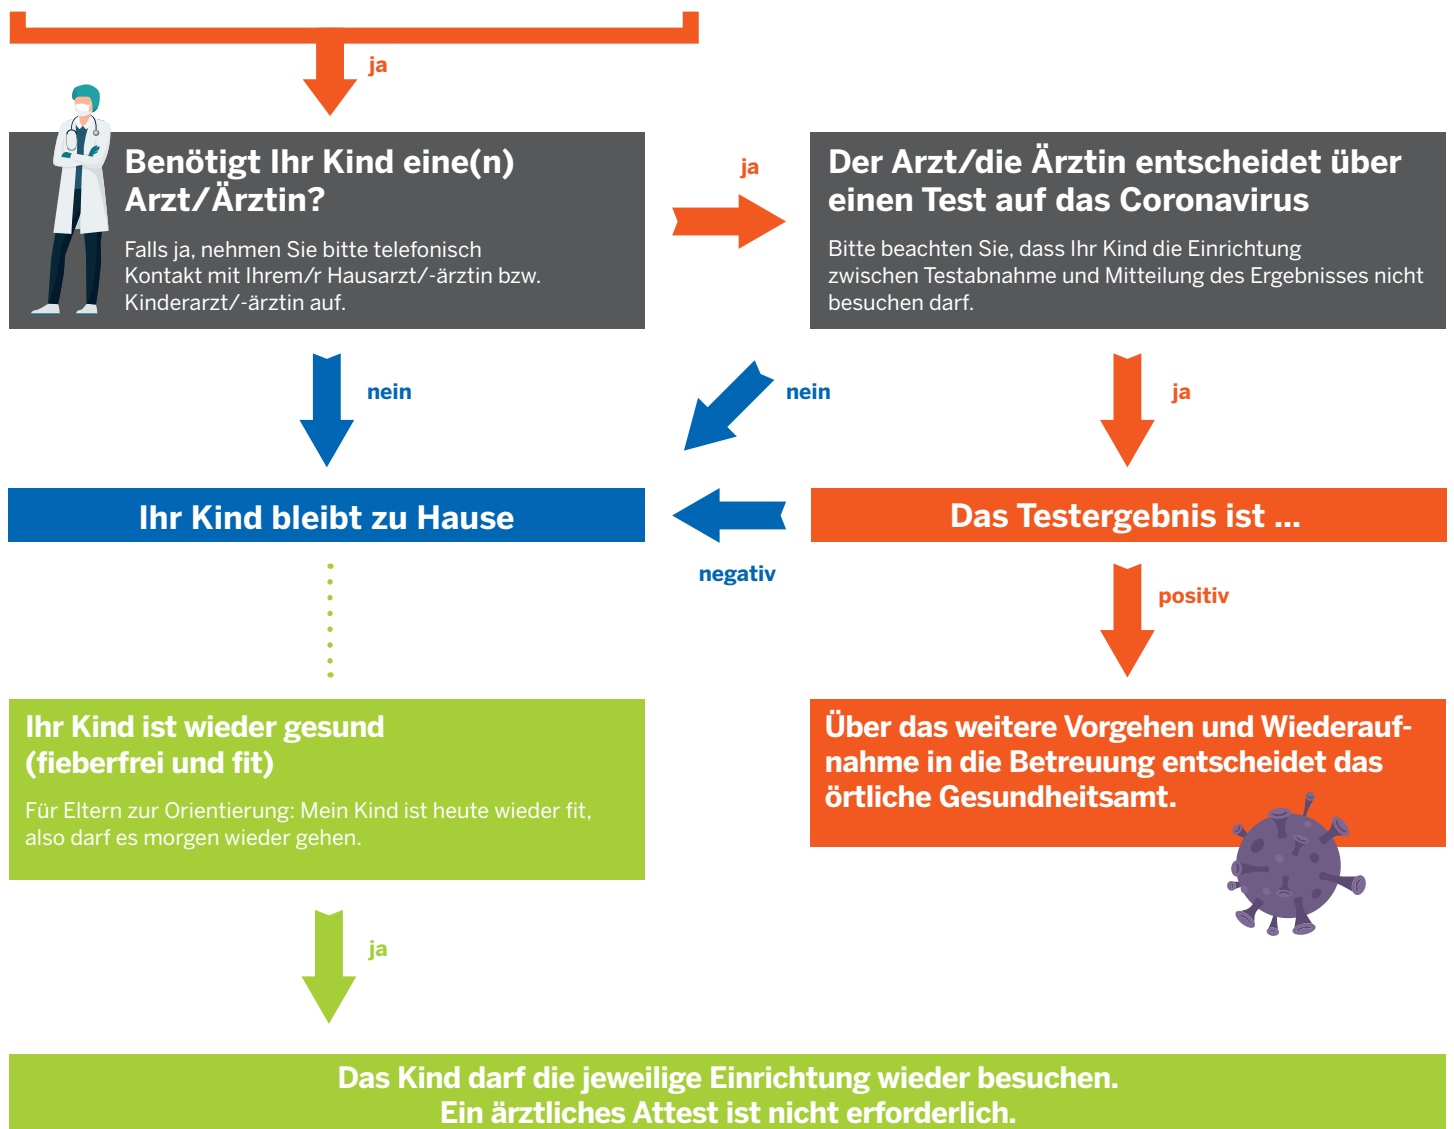 ja
Benötigt Ihr Kind eine(n)
Arzt/Ärztin?
Falls ja, nehmen Sie bitte telefonisch
Kontakt mit Ihrem/r Hausarzt/-ärztin bzw.
Kinderarzt/-ärztin auf.
ja
Der Arzt/die Ärztin entscheidet über
einen Test auf das Coronavirus
Bitte beachten Sie, dass Ihr Kind die Einrichtung
zwischen Testabnahme und Mitteilung des Ergebnisses nicht
besuchen darf.
nein
nein
ja
Ihr Kind bleibt zu Hause
Das Testergebnis ist ...
negativ
positiv
Ihr Kind ist wieder gesund
(fieberfrei und fit)
Für Eltern zur Orientierung: Mein Kind ist heute wieder fit,
also darf es morgen wieder gehen.
Über das weitere Vorgehen und Wiederauf-
nahme in die Betreuung entscheidet das
örtliche Gesundheitsamt.
ja
Das Kind darf die jeweilige Einrichtung wieder besuchen.
Ein ärztliches Attest ist nicht erforderlich.